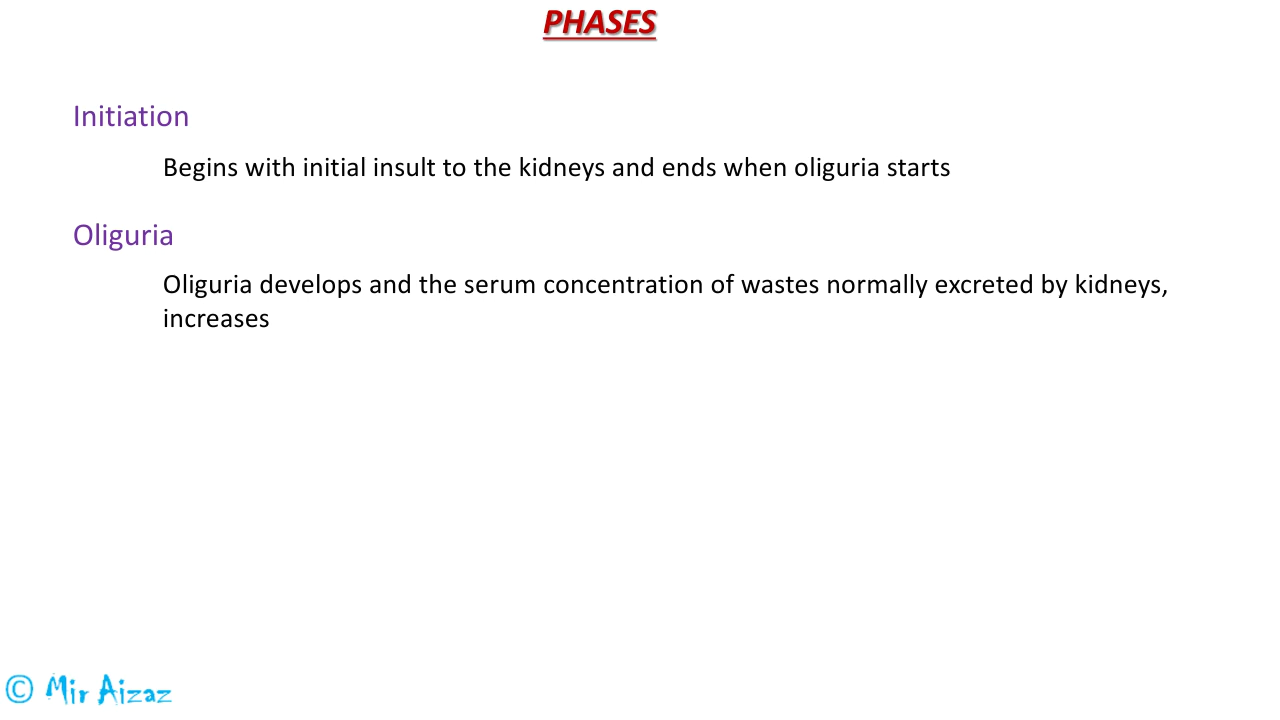 PHASES
Initiation
Begins with initial insult to the kidneys and ends when oliguria starts
Oliguria
Oliguria develops and the serum concentration of wastes normally excreted by kidneys,
increases
© Mir Aizaz